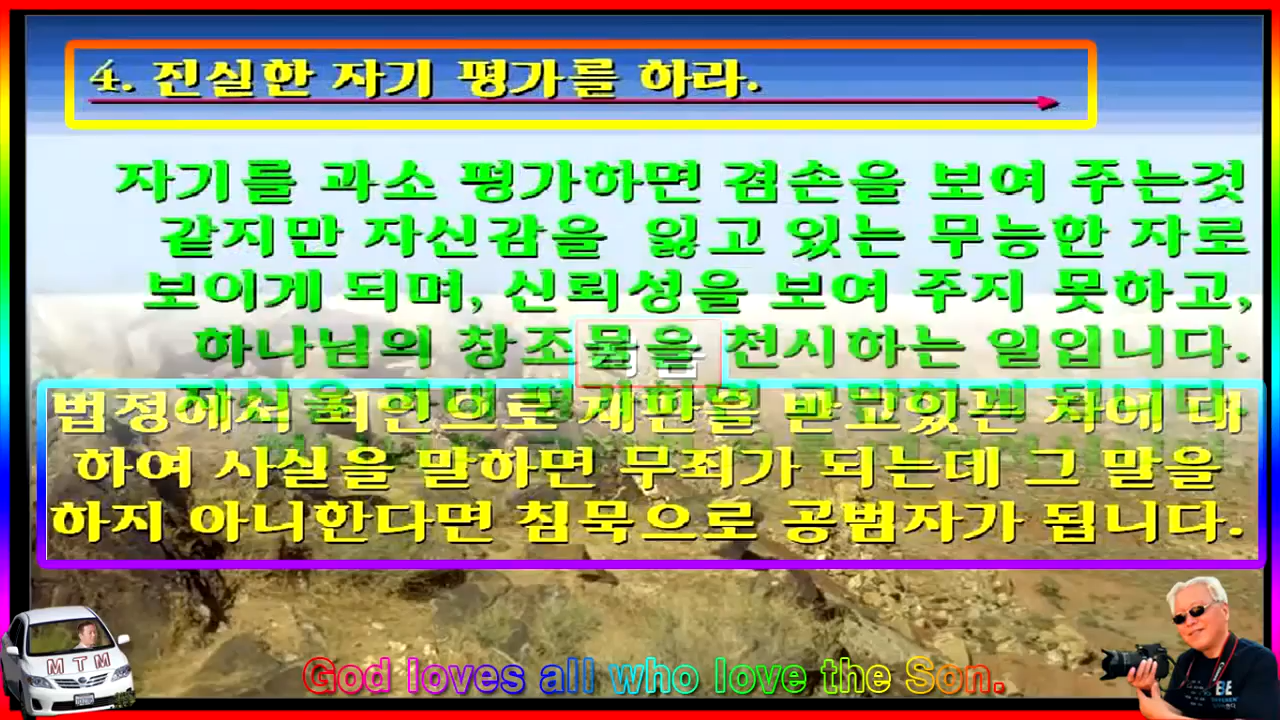 4. 진실한 자기 평가를 하라.
자기를 과소 평가하면 겸손을 보여 주는것
같지만 자신감을 잃고 있는 무능한 자로
보이게 되며, 신뢰성을 보여 주지 못하고,
하나님의 창조물을 천시하는 일입니다.
법정에서 죄인으로 재판을 받고있는 자에 대
하여 사실을 말하면 무죄가 되는데 그 말을
하지 아니한다면 침묵으로 공범자가 됩니다.
MTM
God loves all who love the Son.